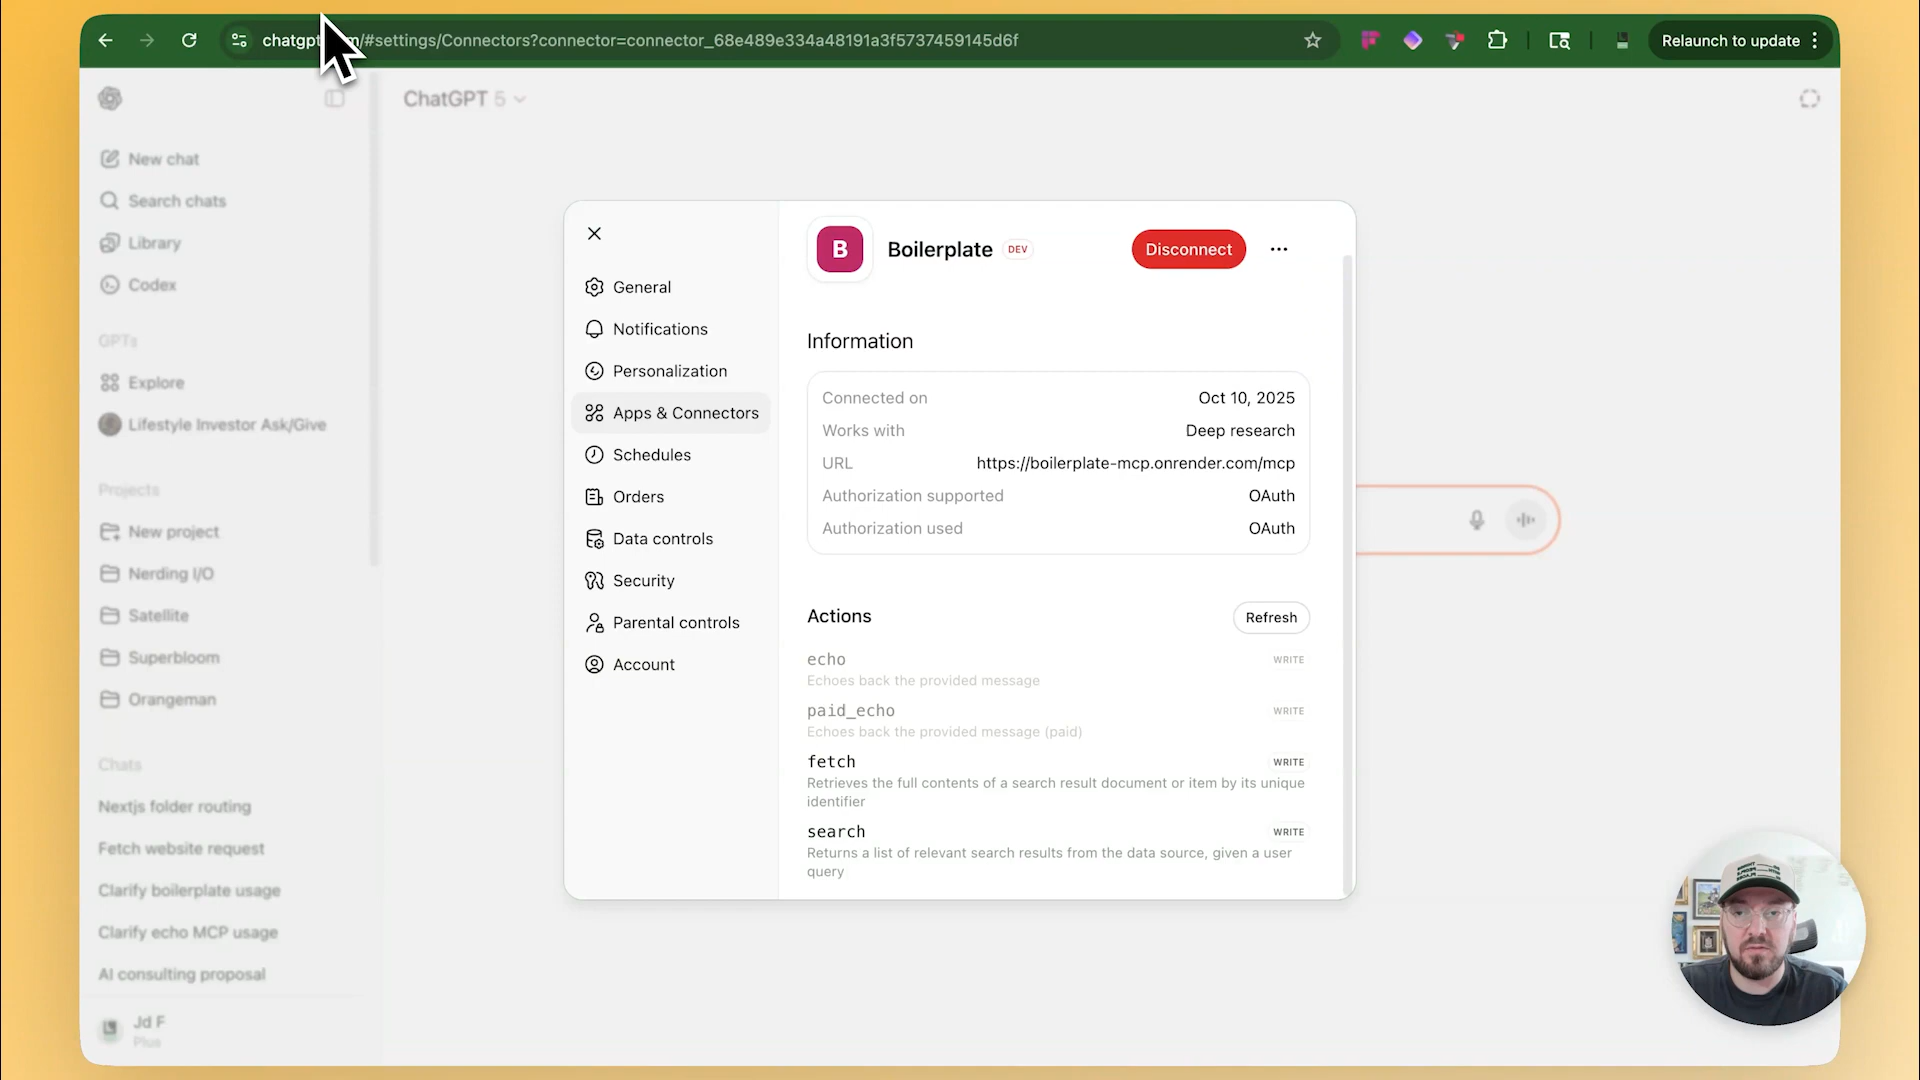 chatgpt
m/#settings/Connectors?connector=connector_68e489e334a48191a3f5737459145d6f
Relaunch to update
ChatGPT 5
New chat
Search chats
Library
Codex
GPTs
Explore
Lifestyle Investor Ask/Give
Projects
New project
Nerding I/O
Satellite
Superbloom
Orangeman
Chats
Nextjs folder routing
Fetch website request
Clarify boilerplate usage
Clarify echo MCP usage
AI consulting proposal
Jd F
Plus
General
Notifications
Personalization
Apps & Connectors
Schedules
Orders
Data controls
Security
Parental controls
Account
B
Boilerplate DEV
Disconnect
Information
Connected on Oct 10, 2025
Works with Deep research
URL https://boilerplate-mcp.onrender.com/mcp
Authorization supported OAuth
Authorization used OAuth
Actions
Refresh
echo WRITE
Echoes back the provided message
paid_echo WRITE
Echoes back the provided message (paid)
fetch WRITE
Retrieves the full contents of a search result document or item by its unique
identifier
search WRITE
Returns a list of relevant search results from the data source, given a user
query